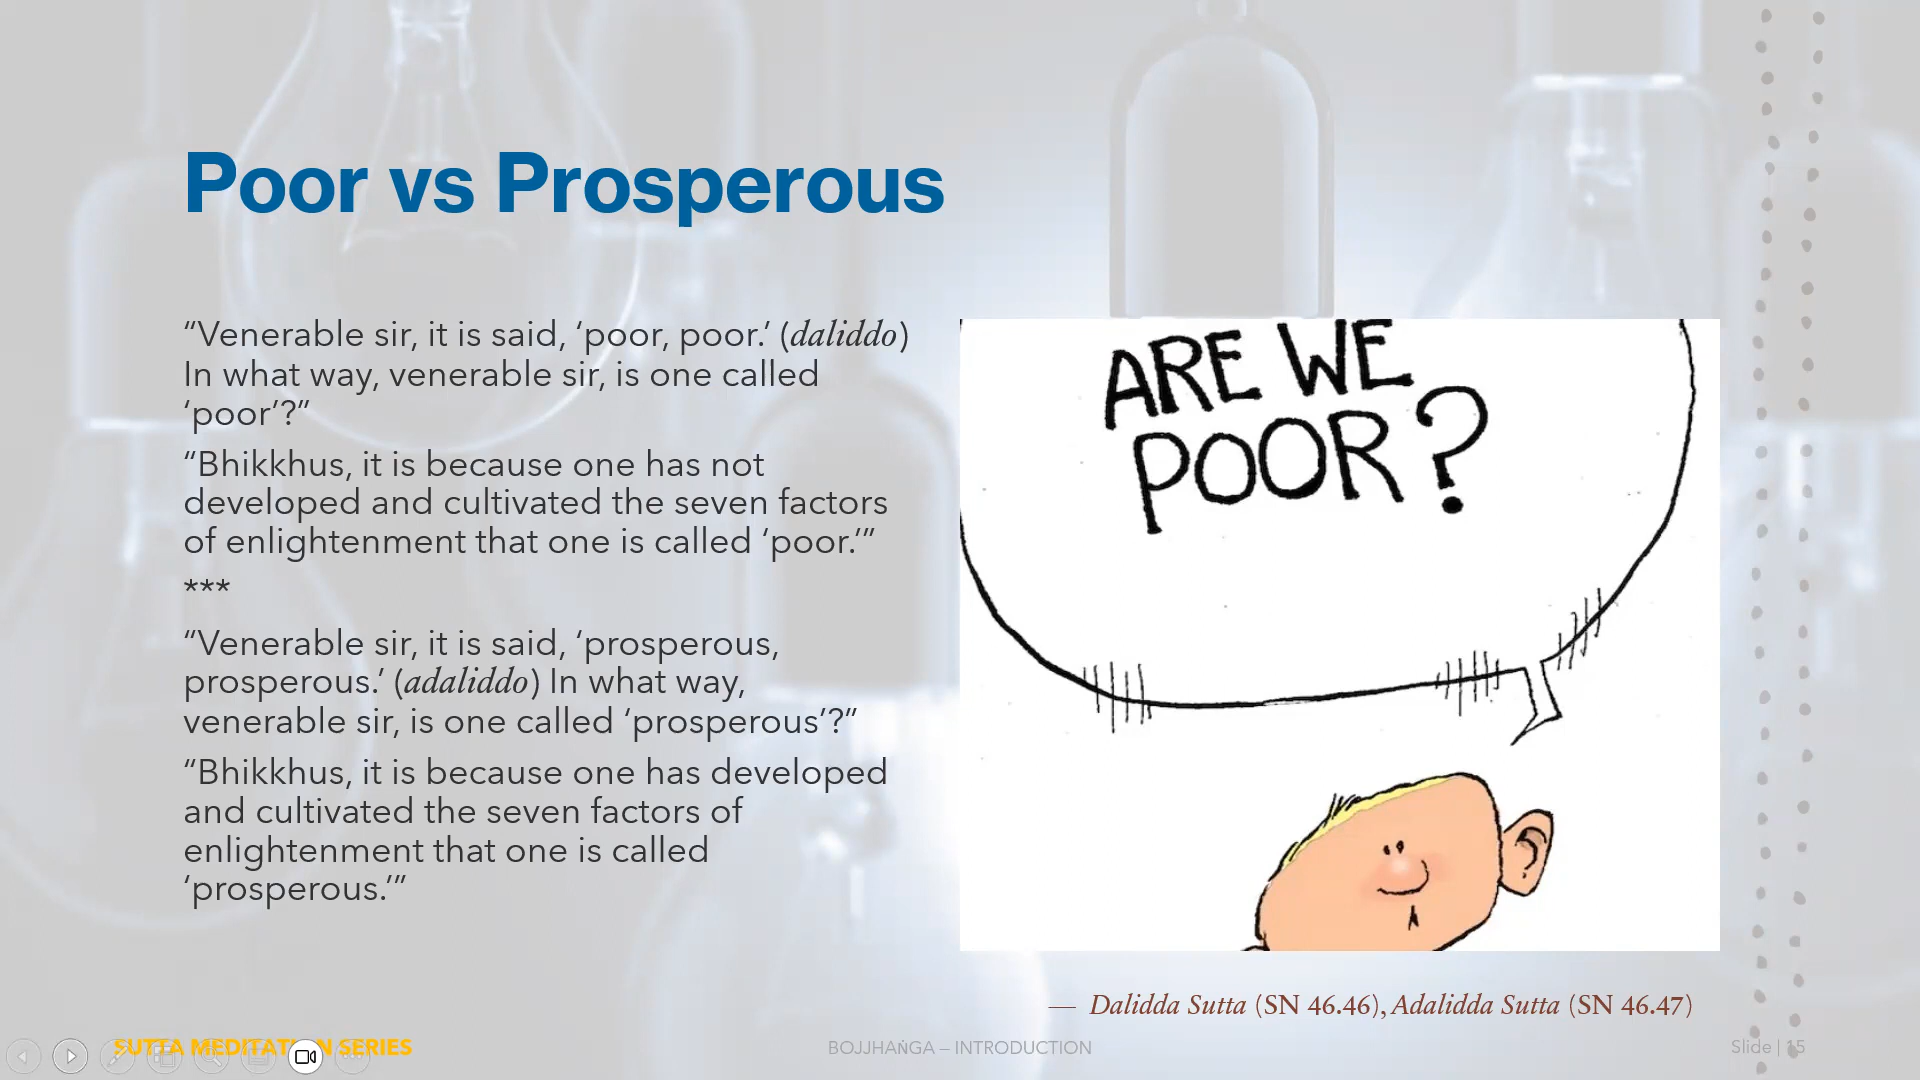 Poor vs Prosperous
“Venerable sir, it is said, ‘poor, poor.’ (daliddo)
In what way, venerable sir, is one called
‘poor’?”
“Bhikkhus, it is because one has not
developed and cultivated the seven factors
of enlightenment that one is called ‘poor.’”
***
“Venerable sir, it is said, ‘prosperous,
prosperous.’ (adaliddo) In what way,
venerable sir, is one called ‘prosperous’?”
“Bhikkhus, it is because one has developed
and cultivated the seven factors of
enlightenment that one is called
‘prosperous.’”
ARE WE
POOR?
— Dalidda Sutta (SN 46.46), Adalidda Sutta (SN 46.47)
SUTTA MEDITATION SERIES
BOJJHAṄGA – INTRODUCTION
Slide | 15